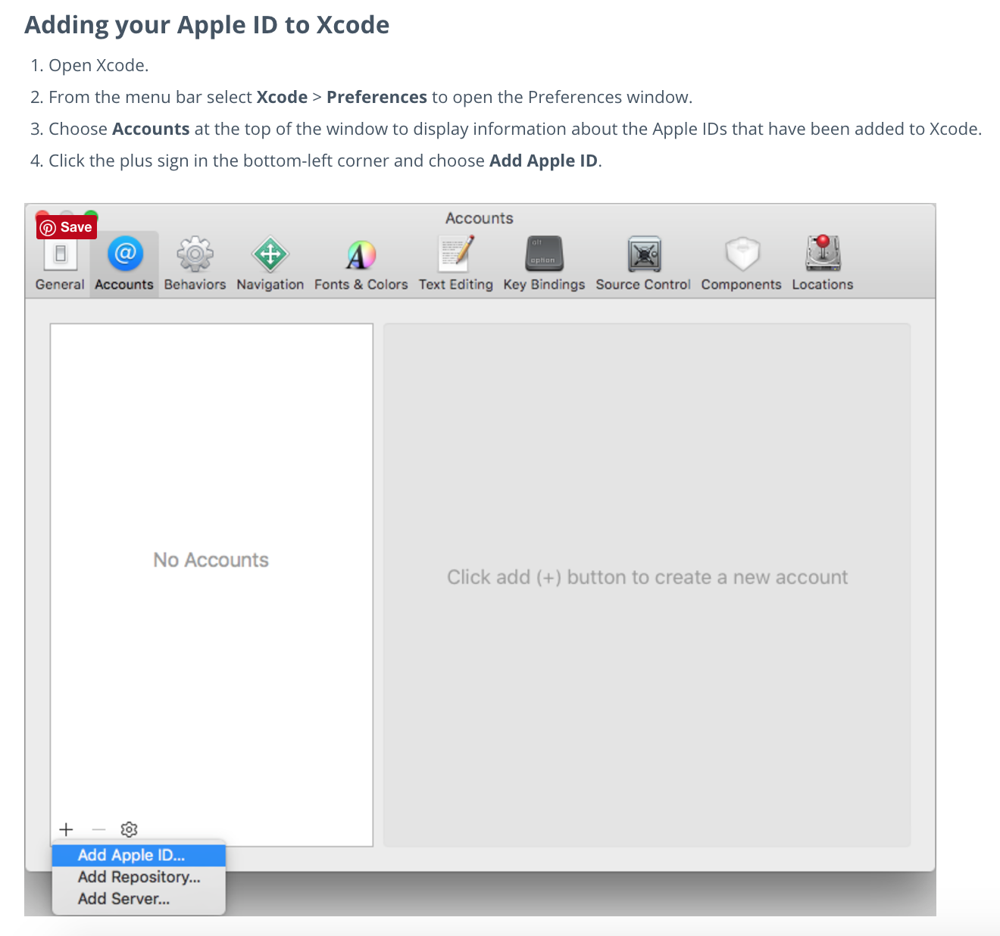 Adding your Apple ID to Xcode
1. Open Xcode.
2. From the menu bar select Xcode > Preferences to open the Preferences window.
3. Choose Accounts at the top of the window to display information about the Apple IDs that have been added to Xcode.
4. Click the plus sign in the bottom-left corner and choose Add Apple ID.
Accounts
Save
alt
option
General Accounts Behaviors Navigation Fonts & Colors Text Editing Key Bindings Source Control Components Locations
No Accounts
Click add (+) button to create a new account
Add Apple ID...
Add Repository...
Add Server...